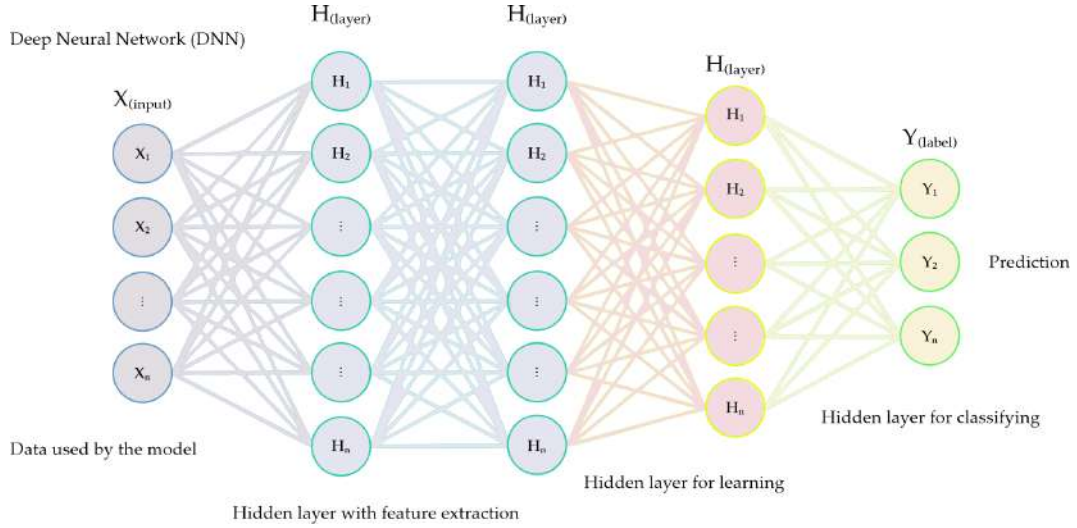 Deep Neural Network (DNN)
H(layer)
H(layer)
H(layer)
X(input)
Y(label)
X1
X2
⋮
Xn
H1
H2
⋮
⋮
⋮
Hn
H1
H2
⋮
⋮
⋮
Hn
H1
H2
⋮
⋮
Hn
Y1
Y2
Yn
Prediction
Data used by the model
Hidden layer with feature extraction
Hidden layer for learning
Hidden layer for classifying